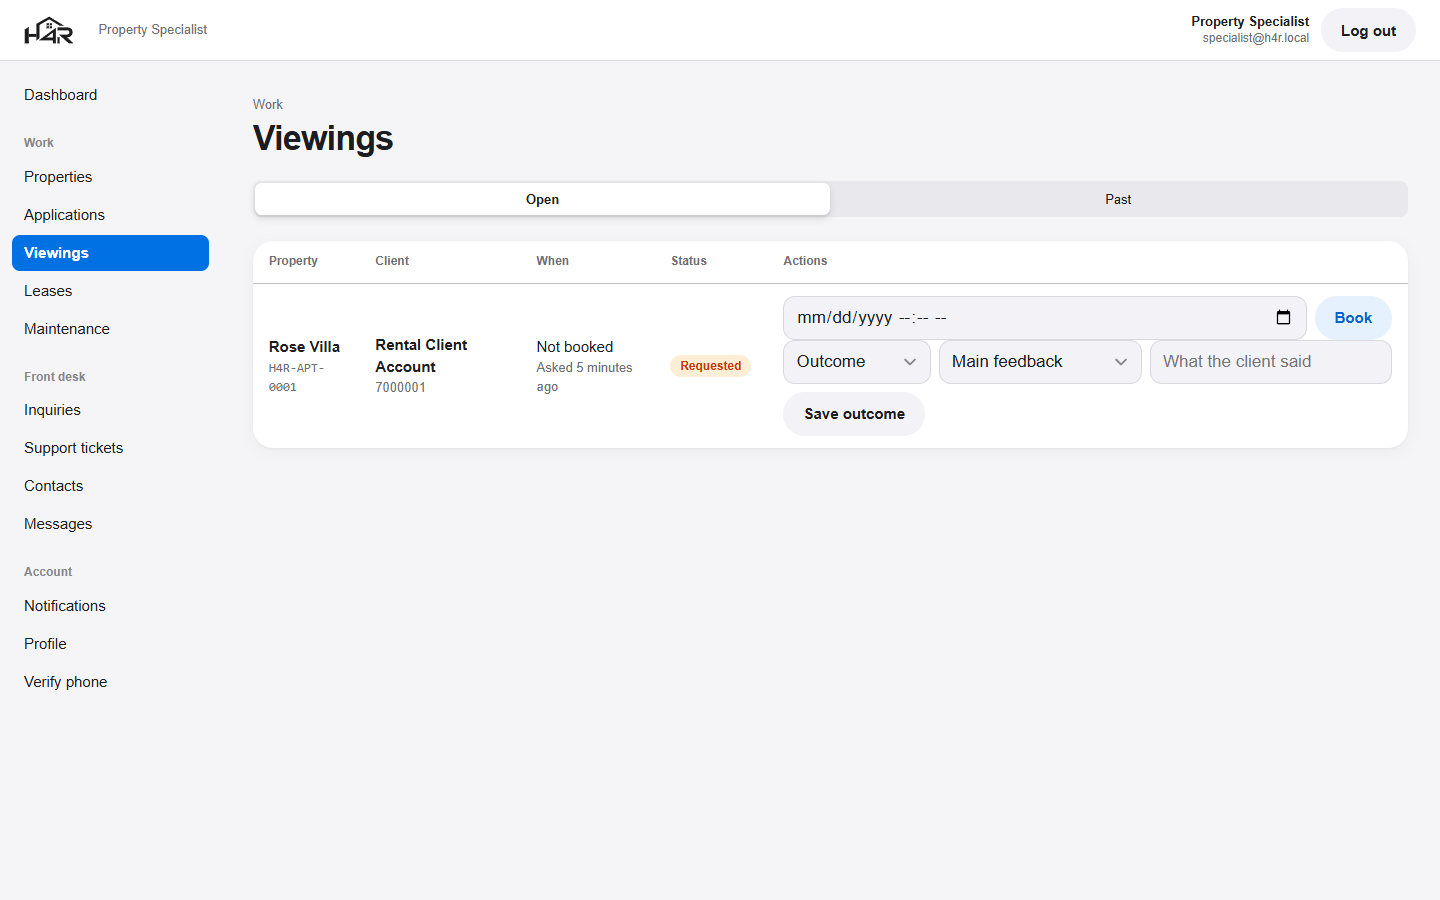 H4R
Property Specialist
Property Specialist
specialist@h4r.local
Log out
Dashboard
Work
Properties
Applications
Viewings
Leases
Maintenance
Front desk
Inquiries
Support tickets
Contacts
Messages
Account
Notifications
Profile
Verify phone
Work
Viewings
Open
Past
Property
Client
When
Status
Actions
Rose Villa
H4R-APT-
0001
Rental Client
Account
7000001
Not booked
Asked 5 minutes
ago
Requested
mm/dd/yyyy --:-- --
Book
Outcome
Main feedback
What the client said
Save outcome